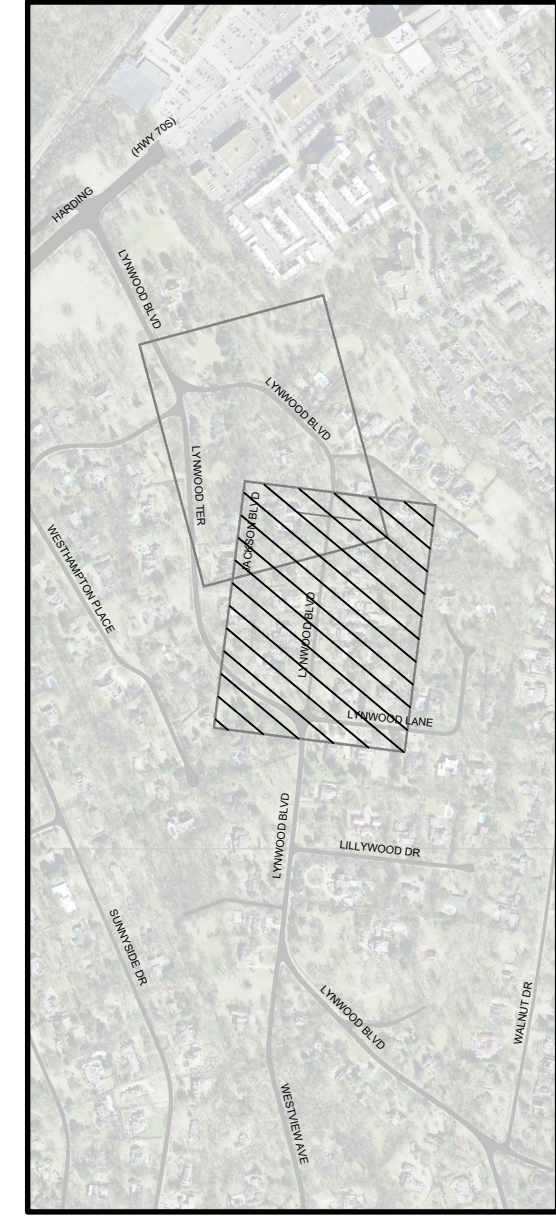 (HWY 70S)
HARDING
LYNWOOD BLVD
LYNWOOD BLVD
LYNWOOD TER
JACKSON BLVD
WESTHAMPTON PLACE
LYNWOOD BLVD
LYNWOOD LANE
LYNWOOD BLVD
LILLYWOOD DR
SUNNYSIDE DR
LYNWOOD BLVD
WALNUT DR
WESTVIEW AVE